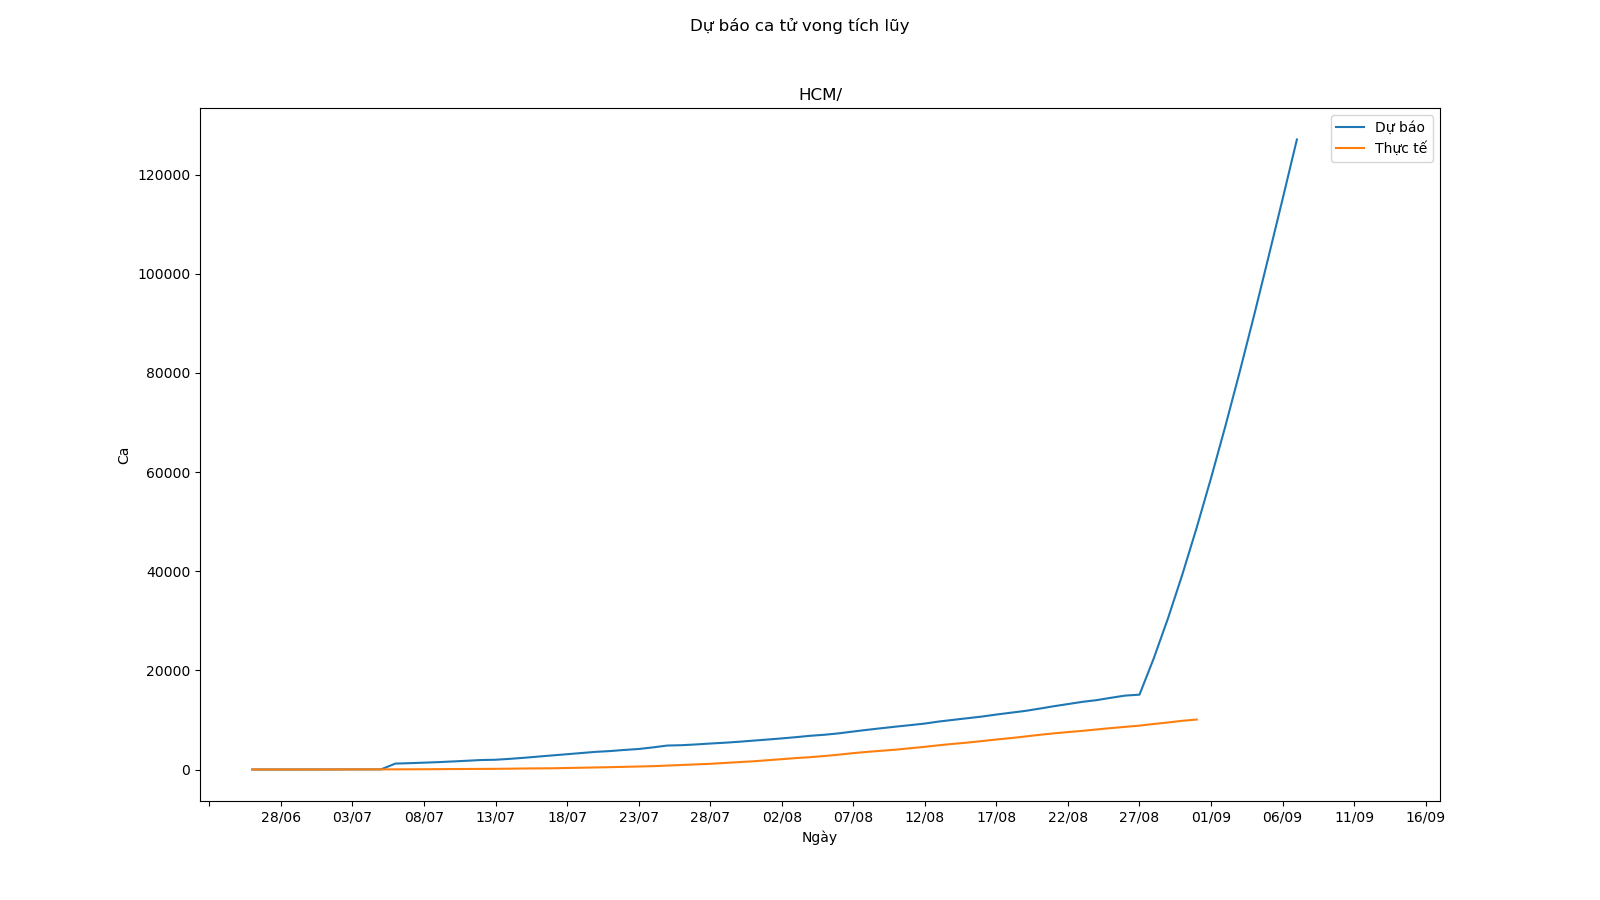 Dự báo ca tử vong tích lũy
HCM/
Dự báo
Thực tế
120000
100000
80000
60000
40000
20000
0
Ca
28/06 03/07 08/07 13/07 18/07 23/07 28/07 02/08 07/08 12/08 17/08 22/08 27/08 01/09 06/09 11/09 16/09
Ngày